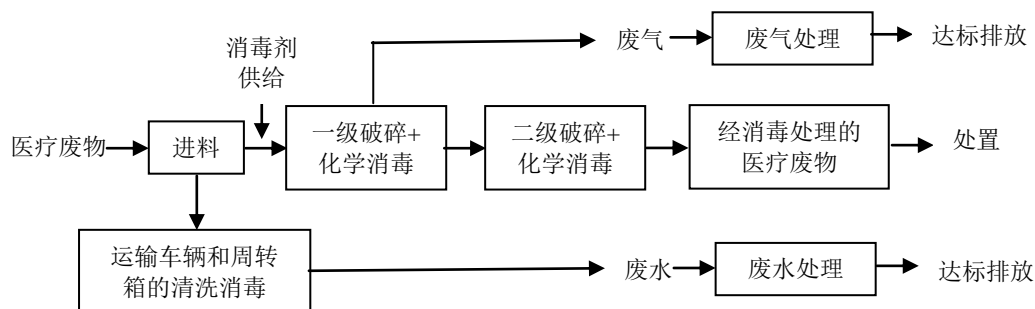 废气
废气处理
达标排放
消毒剂
供给
医疗废物
进料
一级破碎+
化学消毒
二级破碎+
化学消毒
经消毒处理的
医疗废物
处置
运输车辆和周转
箱的清洗消毒
废水
废水处理
达标排放